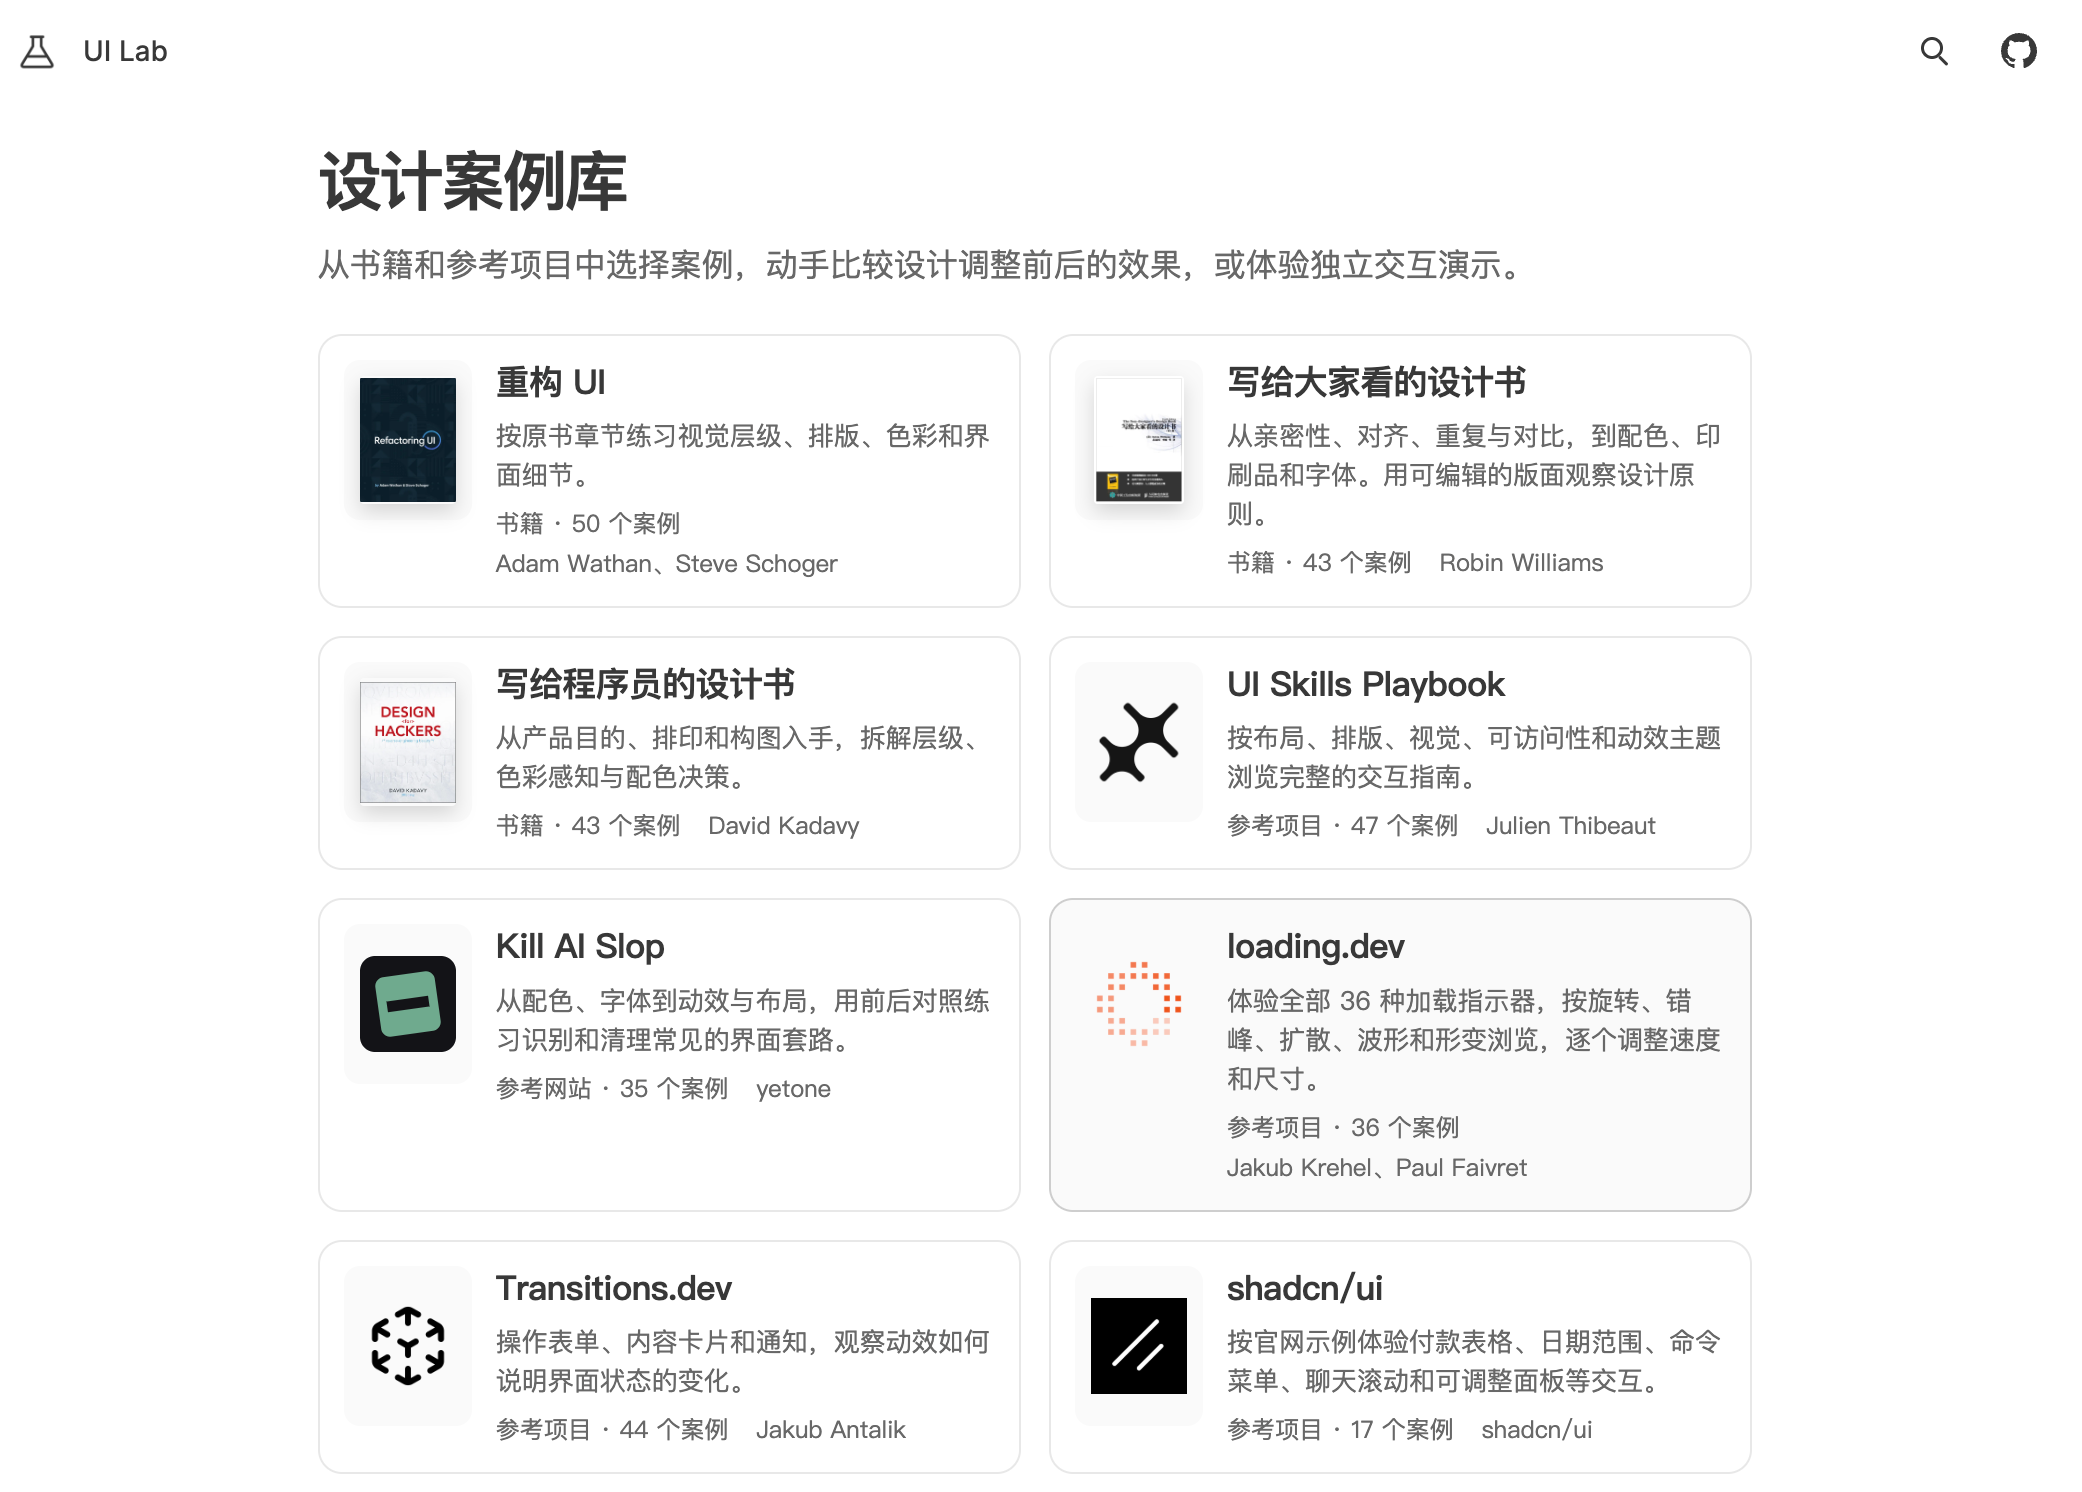 UI Lab
设计案例库
从书籍和参考项目中选择案例，动手比较设计调整前后的效果，或体验独立交互演示。
Refactoring UI
by Adam Wathan & Steve Schoger
重构 UI
按原书章节练习视觉层级、排版、色彩和界
面细节。
书籍 · 50 个案例
Adam Wathan、Steve Schoger
写给大家看的设计书
写给大家看的设计书
从亲密性、对齐、重复与对比，到配色、印
刷品和字体。用可编辑的版面观察设计原
则。
书籍 · 43 个案例 Robin Williams
DESIGN
<for>
HACKERS
DAVID KADAVY
写给程序员的设计书
从产品目的、排印和构图入手，拆解层级、
色彩感知与配色决策。
书籍 · 43 个案例 David Kadavy
UI Skills Playbook
按布局、排版、视觉、可访问性和动效主题
浏览完整的交互指南。
参考项目 · 47 个案例 Julien Thibeaut
Kill AI Slop
从配色、字体到动效与布局，用前后对照练
习识别和清理常见的界面套路。
参考网站 · 35 个案例 yetone
loading.dev
体验全部 36 种加载指示器，按旋转、错
峰、扩散、波形和形变浏览，逐个调整速度
和尺寸。
参考项目 · 36 个案例
Jakub Krehel、Paul Faivret
Transitions.dev
操作表单、内容卡片和通知，观察动效如何
说明界面状态的变化。
参考项目 · 44 个案例 Jakub Antalik
shadcn/ui
按官网示例体验付款表格、日期范围、命令
菜单、聊天滚动和可调整面板等交互。
参考项目 · 17 个案例 shadcn/ui